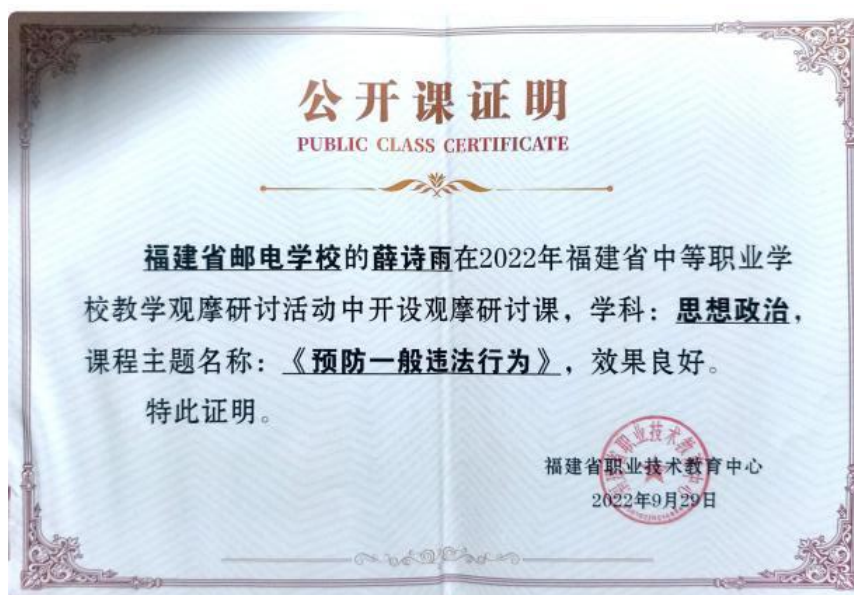 公开课证明
PUBLIC CLASS CERTIFICATE
福建省邮电学校的薛诗雨在2022年福建省中等职业学
校教学观摩研讨活动中开设观摩研讨课，学科：思想政治，
课程主题名称：《预防一般违法行为》，效果良好。
特此证明。
福建省职业技术教育中心
2022年9月29日